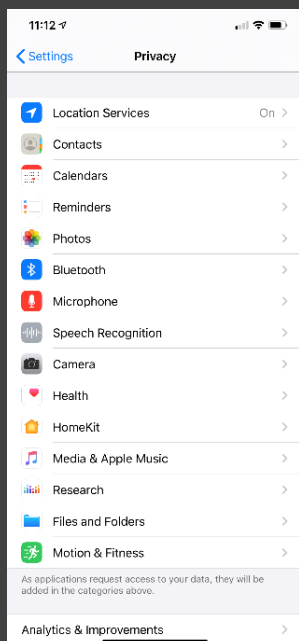 11:12
Settings
Privacy
Location Services On
Contacts
Calendars
Reminders
Photos
Bluetooth
Microphone
Speech Recognition
Camera
Health
HomeKit
Media & Apple Music
Research
Files and Folders
Motion & Fitness
As applications request access to your data, they will be
added in the categories above.
Analytics & Improvements